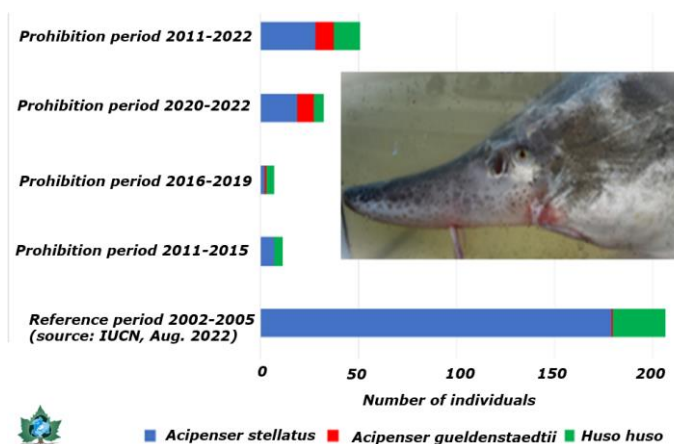 Prohibition period 2011-2022
Prohibition period 2020-2022
Prohibition period 2016-2019
Prohibition period 2011-2015
Reference period 2002-2005
(source: IUCN, Aug. 2022)
0 50 100 150 200
Number of individuals
Acipenser stellatus Acipenser gueldenstaedtii Huso huso